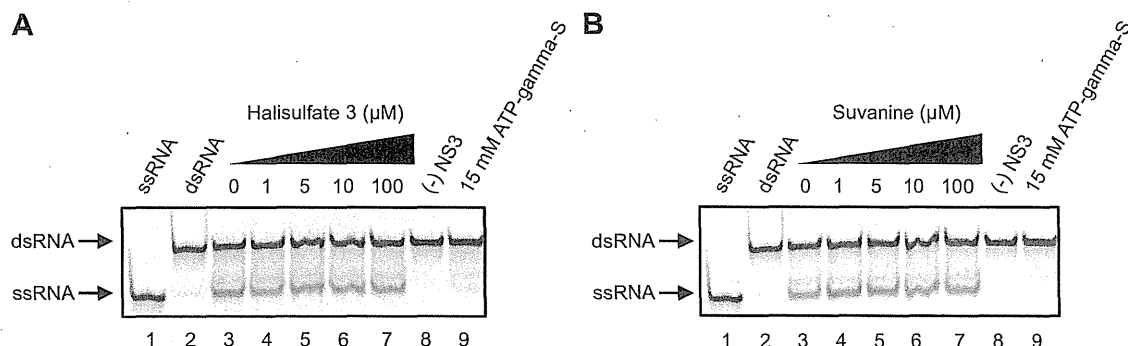 A
Halisulfate 3 (µM)
ssRNA
dsRNA
0 1 5 10 100
(-) NS3
15 mM ATP-gamma-S
dsRNA
ssRNA
1 2 3 4 5 6 7 8 9
B
Suvanine (µM)
ssRNA
dsRNA
0 1 5 10 100
(-) NS3
15 mM ATP-gamma-S
dsRNA
ssRNA
1 2 3 4 5 6 7 8 9